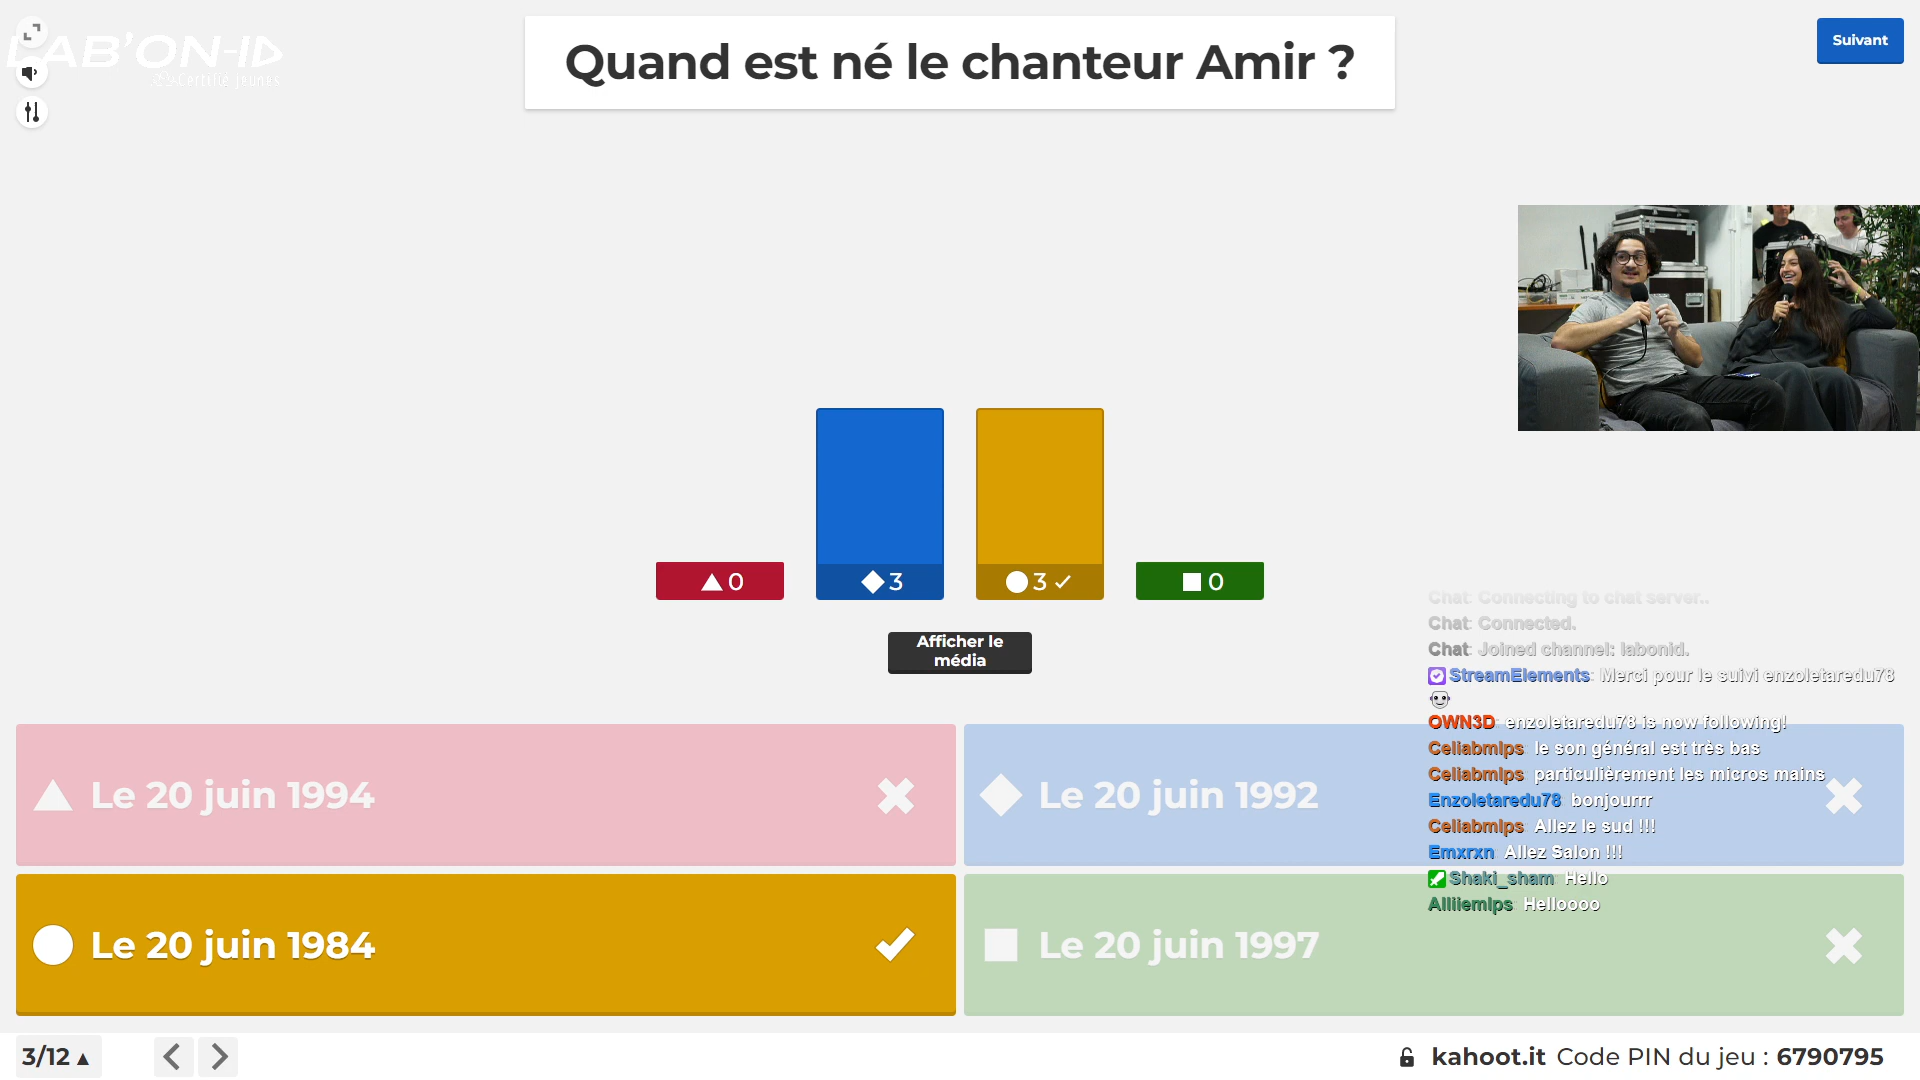 LAB'ON-ID
Certific jeunes
Quand est né le chanteur Amir ?
Suivant
0
3
3
0
Afficher le
média
Chat: Connecting to chat server..
Chat: Connected.
Chat: Joined channel: labonid.
StreamElements: Merci pour le suivi enzoletaredu78
OWN3D: enzoletaredu78 is now following!
Celiabmlps le son général est très bas
Celiabmlps particulièrement les micros mains
Enzoletaredu78 bonjourrr
Celiabmlps Allez le sud !!!
Emxrxn Allez Salon !!!
Shaki_sham Hello
Alliiemlps Helloooo
Le 20 juin 1994
Le 20 juin 1992
Le 20 juin 1984
Le 20 juin 1997
3/12
kahoot.it Code PIN du jeu : 6790795